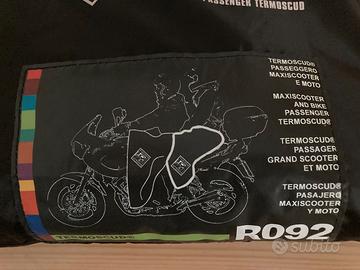 PASSENGER TERMOSCUD
TERMOSCUD®
PASSEGGERO
MAXISCOOTER
E MOTO
MAXISCOOTER
AND BIKE
PASSENGER
TERMOSCUD®
TERMOSCUD®
PASSAGER
GRAND SCOOTER
ET MOTO
TERMOSCUD®
PASAJERO
MAXISCOOTER
Y MOTO
R092
TERMOSCUD®
subito